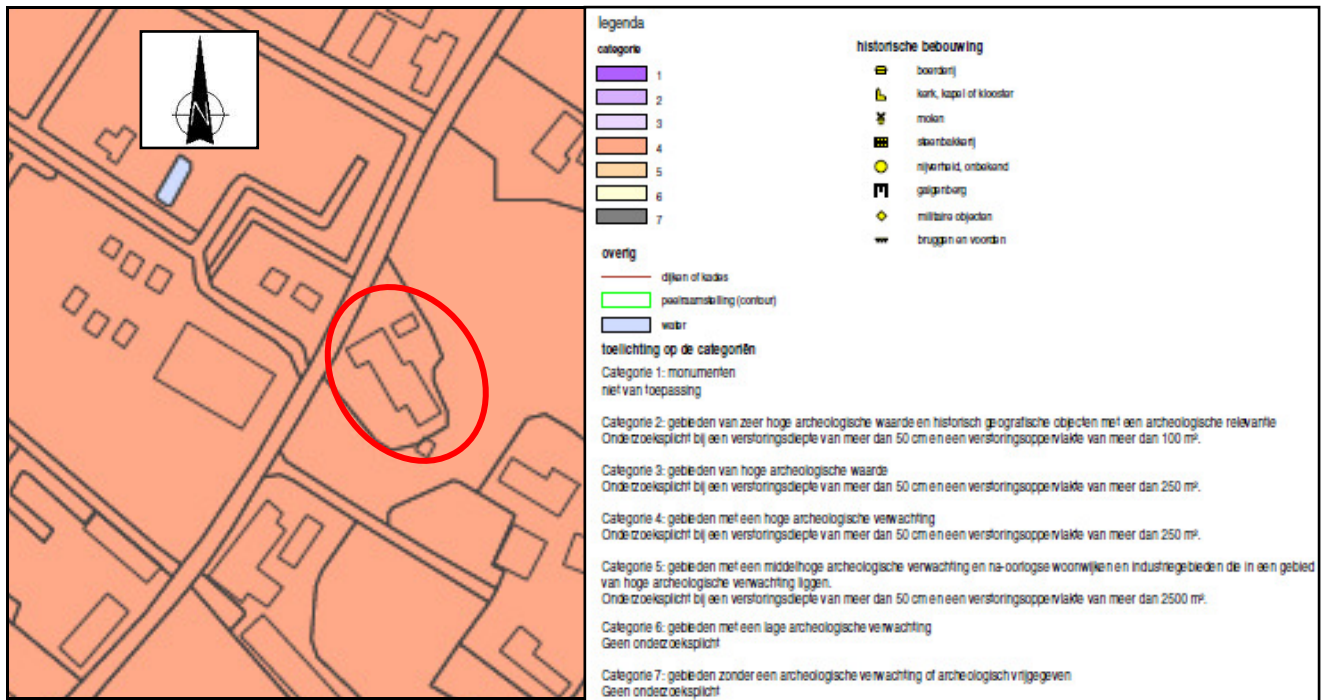 N
legenda
categorie
1
2
3
4
5
6
7
historische bebouwing
boerderij
kerk, kapel of klooster
molen
steenbakkerij
nijverheid, onbekend
galgenberg
militaire objecten
bruggen en voorden
overig
dijken of kades
peelraamstelling (contour)
water
toelichting op de categoriën
Categorie 1: monumenten
niet van toepassing
Categorie 2: gebieden van zeer hoge archeologische waarde en historisch geografische objecten met een archeologische relevantie
Onderzoeksplicht bij een verstoringsdiepte van meer dan 50 cm en een verstoringsoppervlakte van meer dan 100 m².
Categorie 3: gebieden van hoge archeologische waarde
Onderzoeksplicht bij een verstoringsdiepte van meer dan 50 cm en een verstoringsoppervlakte van meer dan 250 m².
Categorie 4: gebieden met een hoge archeologische verwachting
Onderzoeksplicht bij een verstoringsdiepte van meer dan 50 cm en een verstoringsoppervlakte van meer dan 250 m².
Categorie 5: gebieden met een middelhoge archeologische verwachting en na-oorlogse woonwijken en industriegebieden die in een gebied
van hoge archeologische verwachting liggen.
Onderzoeksplicht bij een verstoringsdiepte van meer dan 50 cm en een verstoringsoppervlakte van meer dan 2500 m².
Categorie 6: gebieden met een lage archeologische verwachting
Geen onderzoeksplicht
Categorie 7: gebieden zonder een archeologische verwachting of archeologisch vrijgegeven
Geen onderzoeksplicht